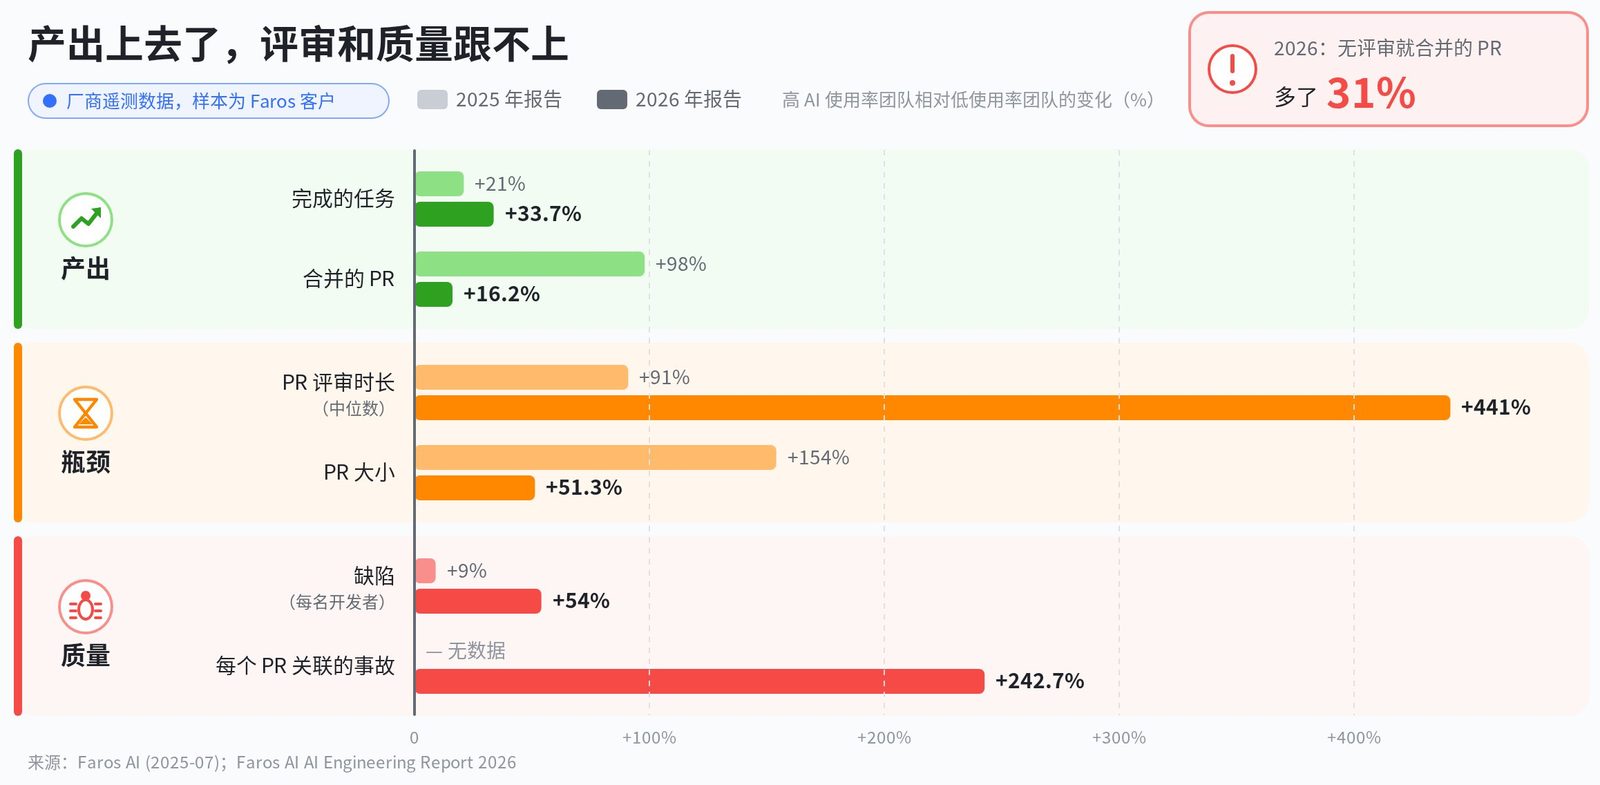 产出上去了，评审和质量跟不上
厂商遥测数据，样本为 Faros 客户
2025 年报告
2026 年报告
高 AI 使用率团队相对低使用率团队的变化（%）
2026：无评审就合并的 PR
多了 31%
产出
完成的任务
+21%
+33.7%
合并的 PR
+98%
+16.2%
瓶颈
PR 评审时长
（中位数）
+91%
+441%
PR 大小
+154%
+51.3%
质量
缺陷
（每名开发者）
+9%
+54%
每个 PR 关联的事故
— 无数据
+242.7%
0
+100%
+200%
+300%
+400%
来源：Faros AI (2025-07)；Faros AI AI Engineering Report 2026